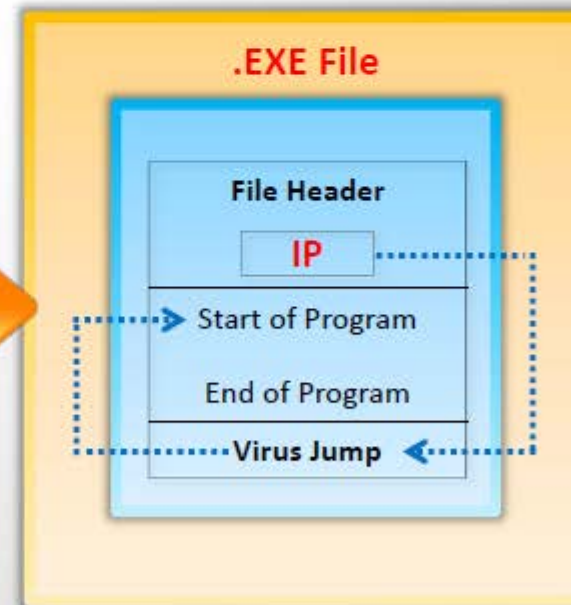 .EXE File
File Header
IP
Start of Program
End of Program
Virus Jump